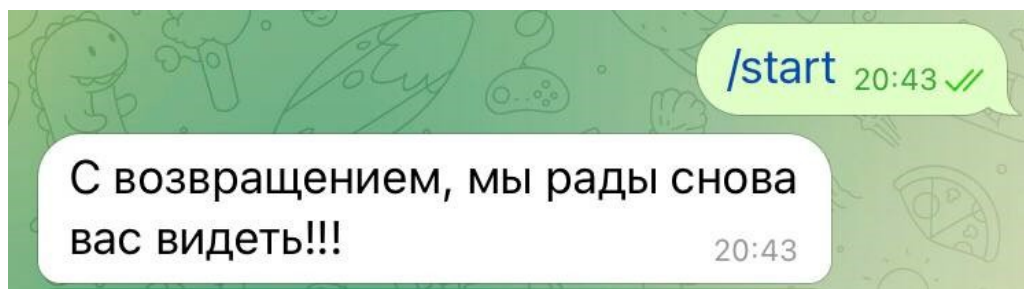 /start 20:43
С возвращением, мы рады снова
вас видеть!!! 20:43